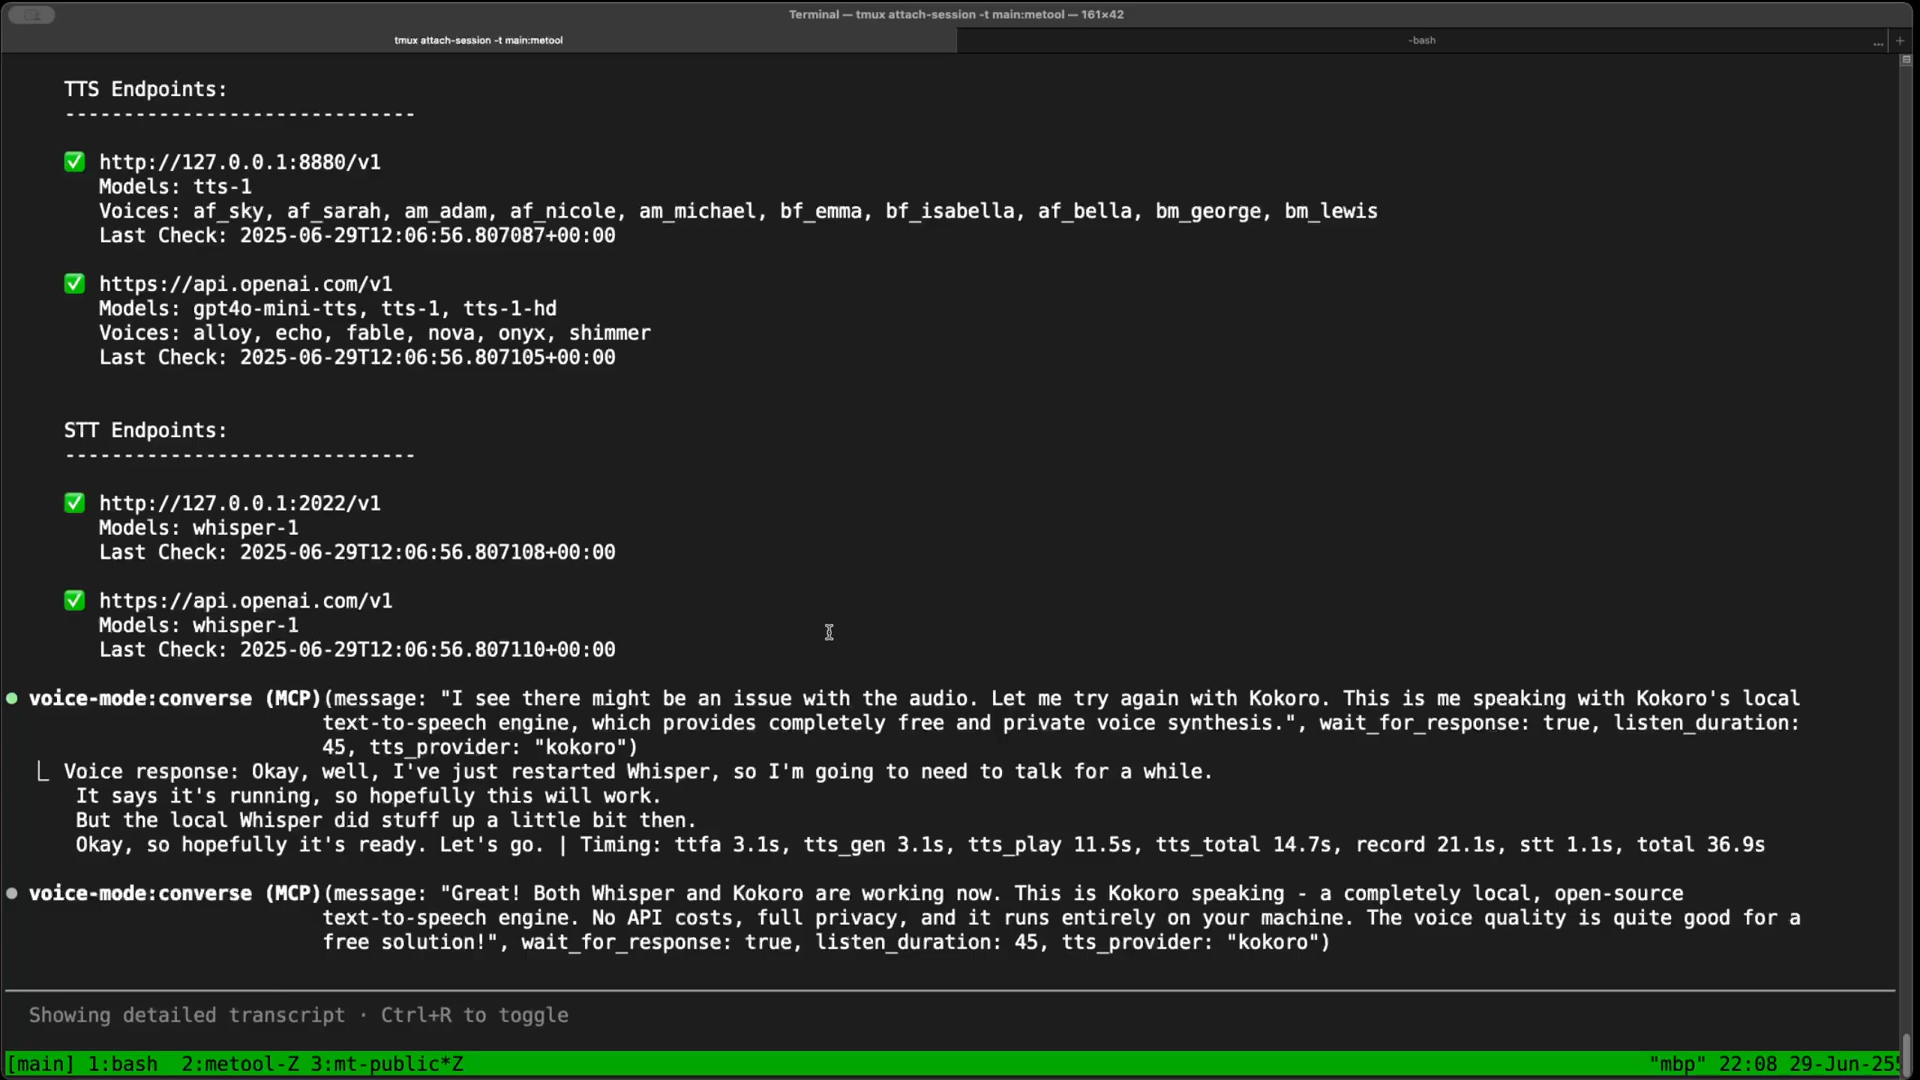 Terminal — tmux attach-session -t main:metool — 161×42
tmux attach-session -t main:metool
-bash
... +
TTS Endpoints:
------------------------------
✅ http://127.0.0.1:8880/v1
Models: tts-1
Voices: af_sky, af_sarah, am_adam, af_nicole, am_michael, bf_emma, bf_isabella, af_bella, bm_george, bm_lewis
Last Check: 2025-06-29T12:06:56.807087+00:00
✅ https://api.openai.com/v1
Models: gpt4o-mini-tts, tts-1, tts-1-hd
Voices: alloy, echo, fable, nova, onyx, shimmer
Last Check: 2025-06-29T12:06:56.807105+00:00
STT Endpoints:
------------------------------
✅ http://127.0.0.1:2022/v1
Models: whisper-1
Last Check: 2025-06-29T12:06:56.807108+00:00
✅ https://api.openai.com/v1
Models: whisper-1
Last Check: 2025-06-29T12:06:56.807110+00:00
● voice-mode:converse (MCP)(message: "I see there might be an issue with the audio. Let me try again with Kokoro. This is me speaking with Kokoro's local
text-to-speech engine, which provides completely free and private voice synthesis.", wait_for_response: true, listen_duration:
45, tts_provider: "kokoro")
⎿ Voice response: Okay, well, I've just restarted Whisper, so I'm going to need to talk for a while.
It says it's running, so hopefully this will work.
But the local Whisper did stuff up a little bit then.
Okay, so hopefully it's ready. Let's go. | Timing: ttfa 3.1s, tts_gen 3.1s, tts_play 11.5s, tts_total 14.7s, record 21.1s, stt 1.1s, total 36.9s
● voice-mode:converse (MCP)(message: "Great! Both Whisper and Kokoro are working now. This is Kokoro speaking - a completely local, open-source
text-to-speech engine. No API costs, full privacy, and it runs entirely on your machine. The voice quality is quite good for a
free solution!", wait_for_response: true, listen_duration: 45, tts_provider: "kokoro")
Showing detailed transcript · Ctrl+R to toggle
[main] 1:bash  2:metool-Z 3:mt-public*Z
"mbp" 22:08 29-Jun-255